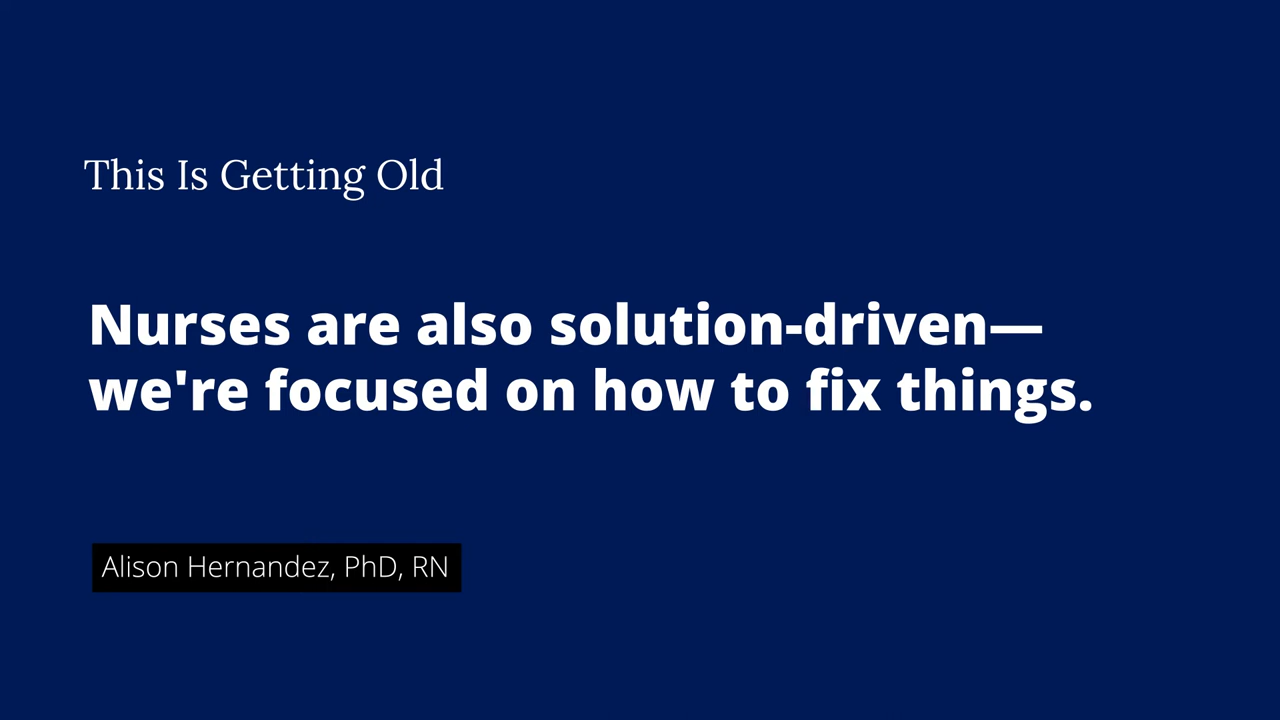 This Is Getting Old
Nurses are also solution-driven—
we're focused on how to fix things.
Alison Hernandez, PhD, RN